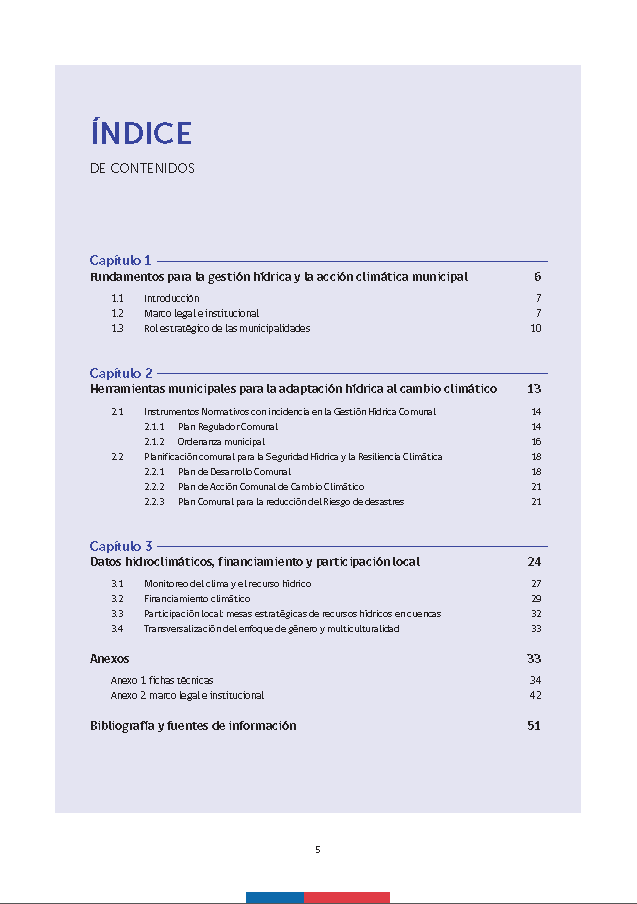 ÍNDICE
DE CONTENIDOS
Capítulo 1
Fundamentos para la gestión hídrica y la acción climática municipal 6
1.1 Introducción 7
1.2 Marco legal e institucional 7
1.3 Rol estratégico de las municipalidades 10
Capítulo 2
Herramientas municipales para la adaptación hídrica al cambio climático 13
2.1 Instrumentos Normativos con incidencia en la Gestión Hídrica Comunal 14
2.1.1 Plan Regulador Comunal 14
2.1.2 Ordenanza municipal 16
2.2 Planificación comunal para la Seguridad Hídrica y la Resiliencia Climática 18
2.2.1 Plan de Desarrollo Comunal 18
2.2.2 Plan de Acción Comunal de Cambio Climático 21
2.2.3 Plan Comunal para la reducción del Riesgo de desastres 21
Capítulo 3
Datos hidroclimáticos, financiamiento y participación local 24
3.1 Monitoreo del clima y el recurso hídrico 27
3.2 Financiamiento climático 29
3.3 Participación local: mesas estratégicas de recursos hídricos en cuencas 32
3.4 Transversalización del enfoque de género y multiculturalidad 33
Anexos 33
Anexo 1 fichas técnicas 34
Anexo 2 marco legal e institucional 42
Bibliografía y fuentes de información 51
5